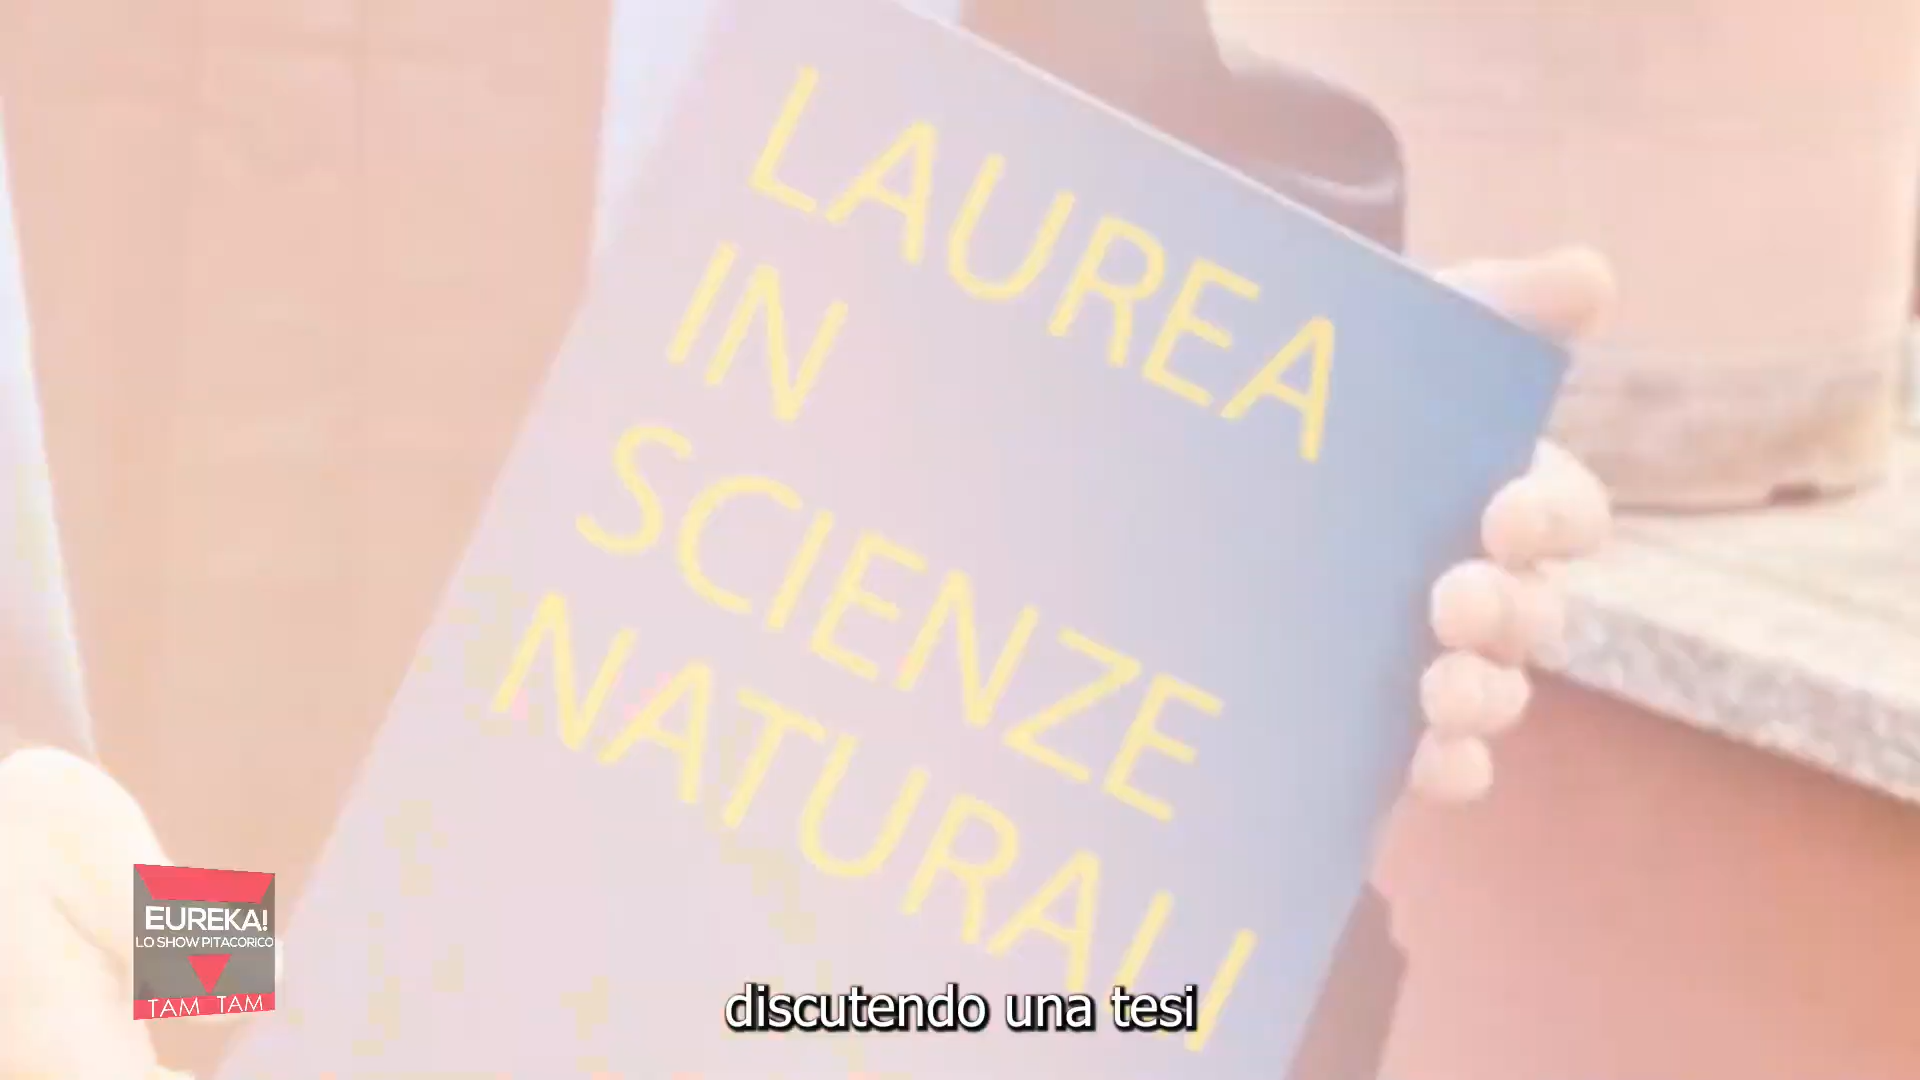 LAUREA
IN
SCIENZE
NATURALI
EUREKA!
LO SHOW PITACORICO
TAM TAM
discutendo una tesi